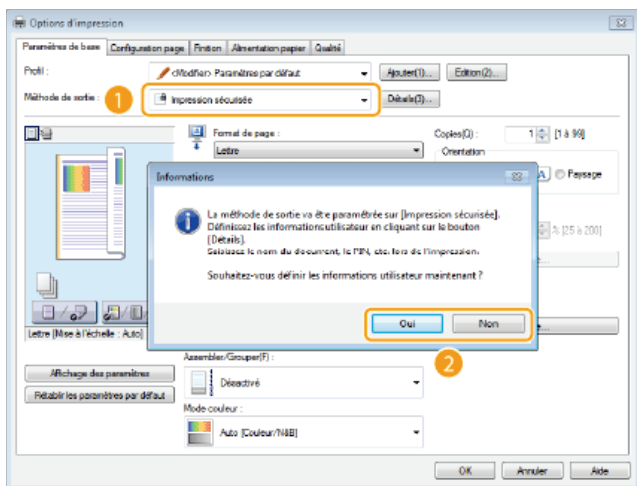 Options d'impression
Paramètres de base Configuration page Finition Alimentation papier Qualité
Profil : <Modifier> Paramètres par défaut Ajouter(1)... Edition(2)...
Méthode de sortie : 1 Impression sécurisée Détails(3)...
Format de page : Copies(Q) : 1 [1 à 99]
Lettre Orientation
A Paysage
Informations
La méthode de sortie va être paramétrée sur [Impression sécurisée].
Définissez les informations utilisateur en cliquant sur le bouton
[Détails].
Saisissez le nom du document, le PIN, etc. lors de l'impression.
% [25 à 200]
Souhaitez-vous définir les informations utilisateur maintenant ?
Oui Non
2
Lettre [Mise à l'échelle : Auto]
Assembler/Grouper(F) :
Affichage des paramètres
Désactivé
Rétablir les paramètres par défaut
Mode couleur :
Auto [Couleur/N&B]
OK Annuler Aide